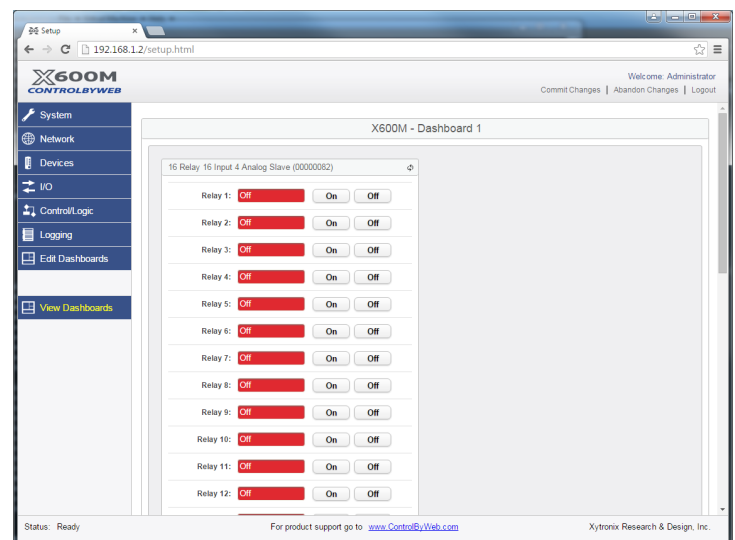 Setup
192.168.1.2/setup.html
X600M
CONTROLBYWEB
Welcome: Administrator
Commit Changes | Abandon Changes | Logout
System
Network
Devices
I/O
Control/Logic
Logging
Edit Dashboards
View Dashboards
X600M - Dashboard 1
16 Relay 16 Input 4 Analog Slave (00000082)
Relay 1: Off On Off
Relay 2: Off On Off
Relay 3: Off On Off
Relay 4: Off On Off
Relay 5: Off On Off
Relay 6: Off On Off
Relay 7: Off On Off
Relay 8: Off On Off
Relay 9: Off On Off
Relay 10: Off On Off
Relay 11: Off On Off
Relay 12: Off On Off
Status: Ready
For product support go to www.ControlByWeb.com
Xytronix Research & Design, Inc.